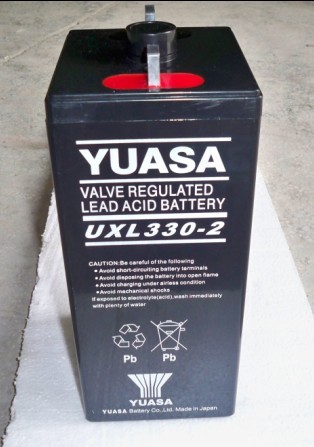 YUASA
VALVE REGULATED
LEAD ACID BATTERY
UXL330-2
CAUTION:Be careful of the following
• Avoid short-circuiting battery terminals
• Avoid disposing the battery into open flame
• Avoid charging under airless condition
• Avoid mechanical shocks
If exposed to electrolyte(acid),wash immediately
with plenty of water
Pb Pb
YUASA
YUASA Battery Co.,Ltd. Made in Japan